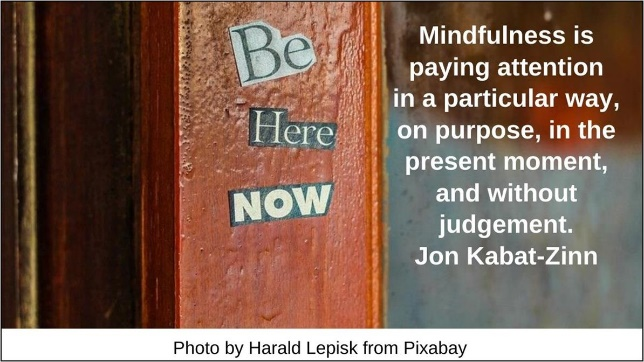 Be
Here
NOW
Mindfulness is
paying attention
in a particular way,
on purpose, in the
present moment,
and without
judgement.
Jon Kabat-Zinn
Photo by Harald Lepisk from Pixabay